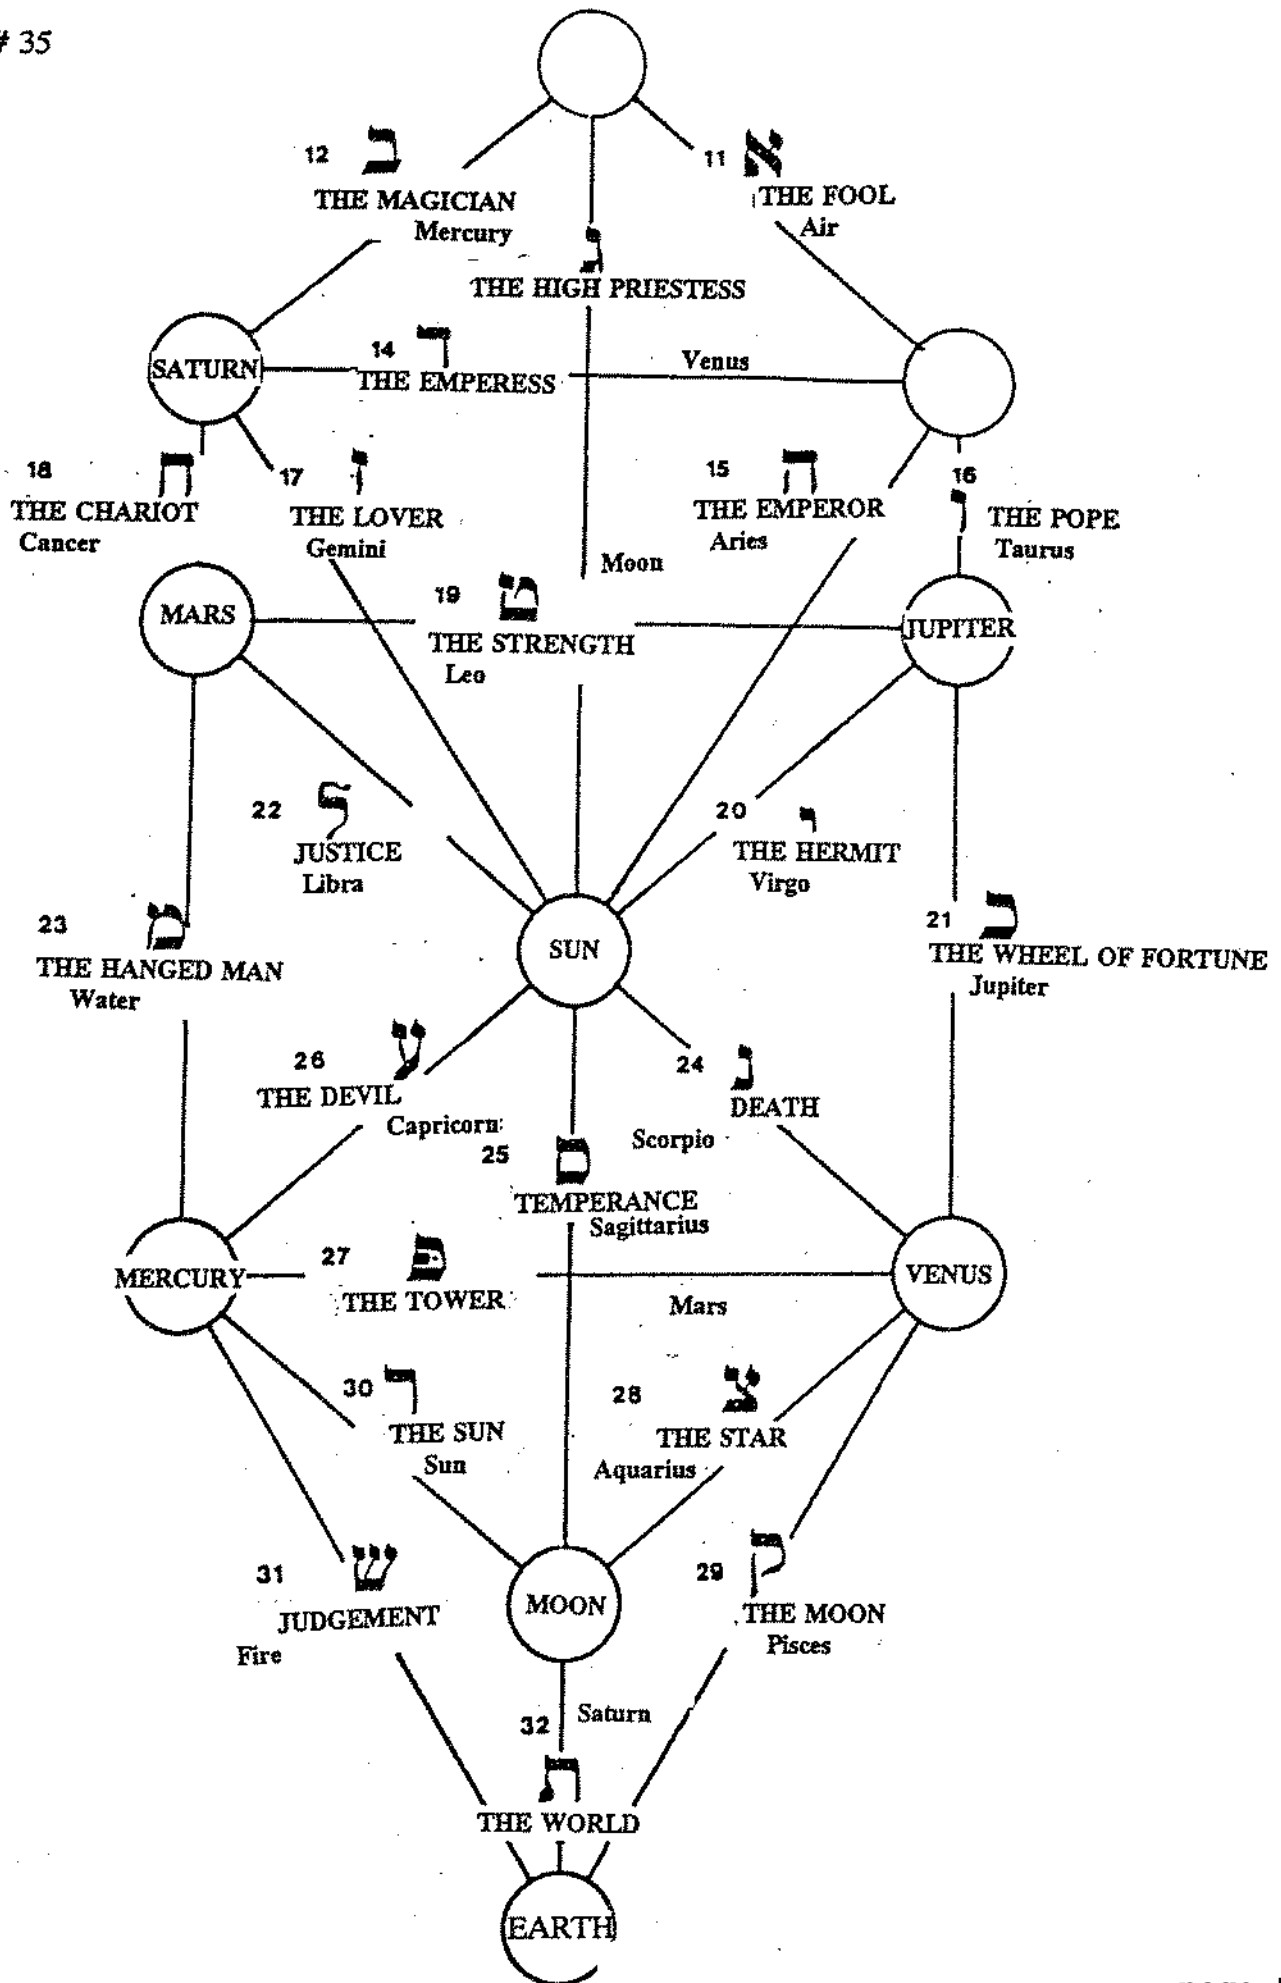 # 35
12 ב
11 א
THE MAGICIAN
Mercury
THE FOOL
Air
ג
THE HIGH PRIESTESS
SATURN
14 ד
THE EMPERESS
Venus
18 ח
THE CHARIOT
Cancer
17 ז
THE LOVER
Gemini
15 ה
THE EMPEROR
Aries
16
ו
THE POPE
Taurus
Moon
MARS
19 ט
THE STRENGTH
Leo
JUPITER
22 ל
JUSTICE
Libra
20 י
THE HERMIT
Virgo
23 מ
THE HANGED MAN
Water
SUN
21 כ
THE WHEEL OF FORTUNE
Jupiter
26 ע
THE DEVIL
Capricorn
24 נ
DEATH
Scorpio
25 ס
TEMPERANCE
Sagittarius
MERCURY
27 פ
THE TOWER
Mars
VENUS
30 ר
THE SUN
Sun
28 צ
THE STAR
Aquarius
31 ש
JUDGEMENT
Fire
MOON
29 ק
THE MOON
Pisces
Saturn
32
ת
THE WORLD
EARTH